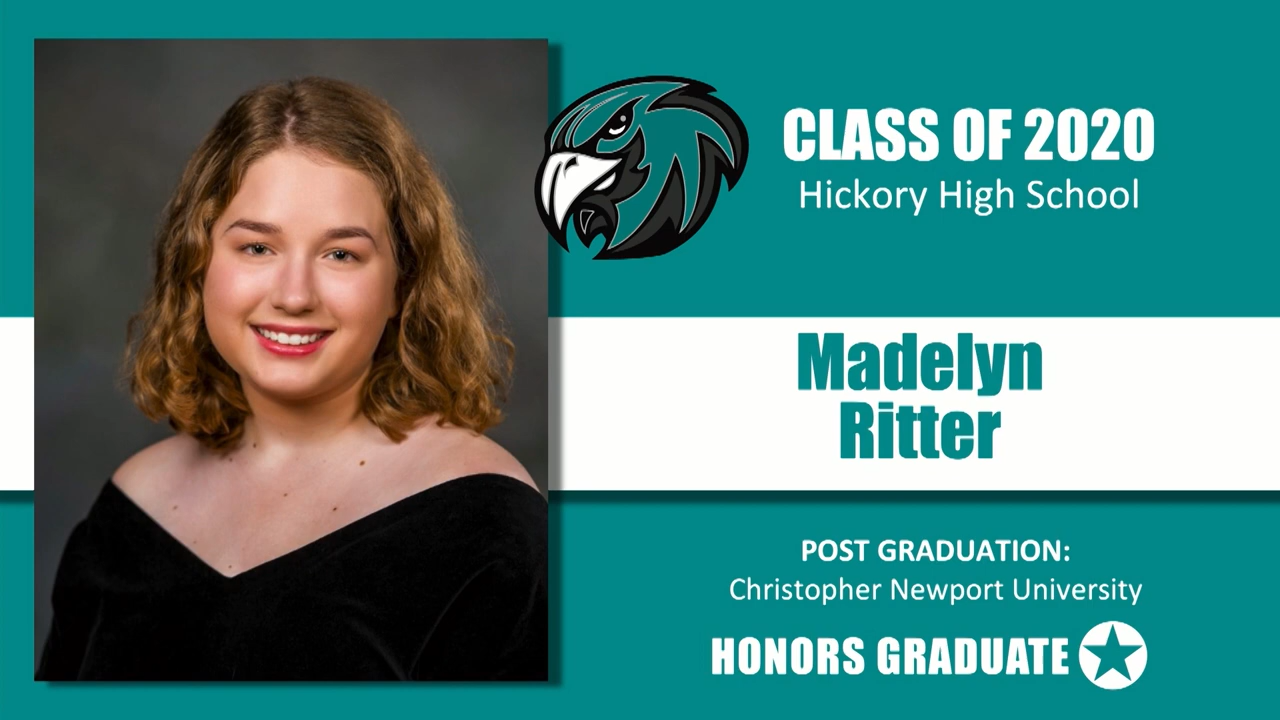 CLASS OF 2020
Hickory High School
Madelyn
Ritter
POST GRADUATION:
Christopher Newport University
HONORS GRADUATE